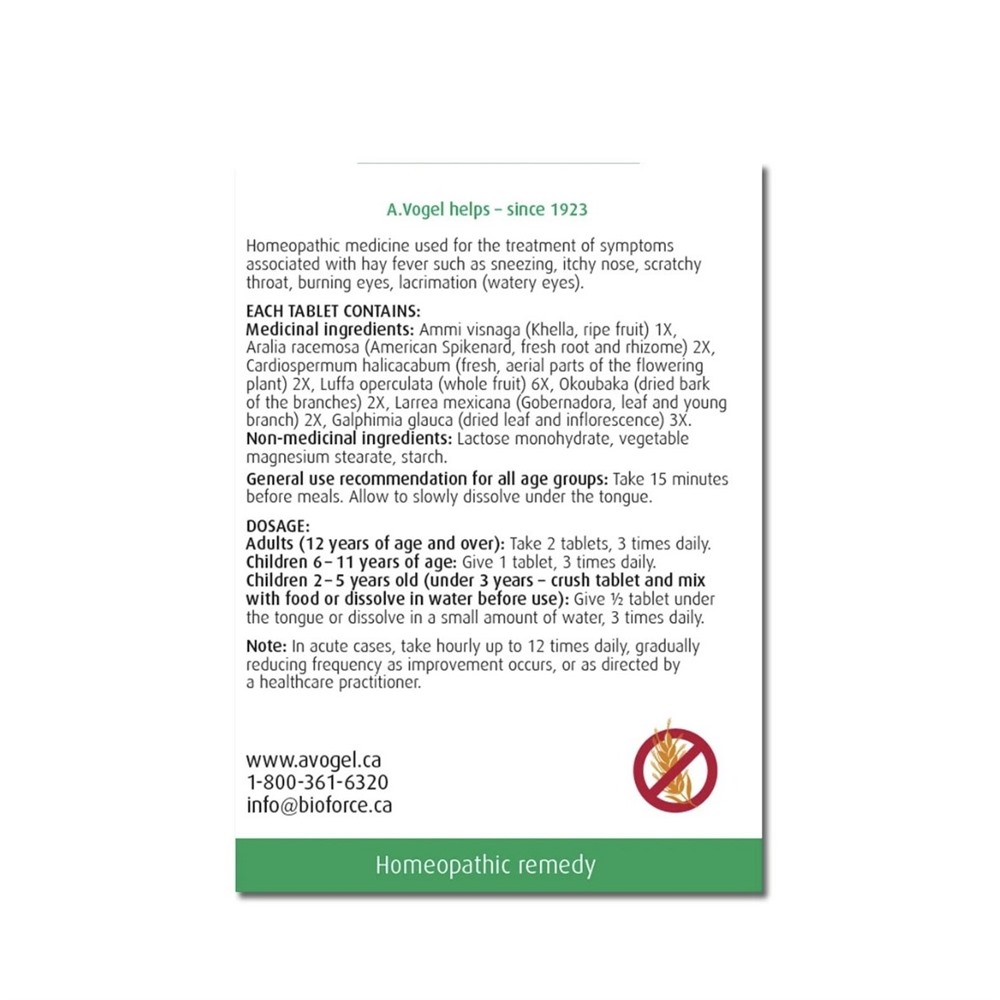 A.Vogel helps – since 1923
Homeopathic medicine used for the treatment of symptoms
associated with hay fever such as sneezing, itchy nose, scratchy
throat, burning eyes, lacrimation (watery eyes).
EACH TABLET CONTAINS:
Medicinal ingredients: Ammi visnaga (Khella, ripe fruit) 1X,
Aralia racemosa (American Spikenard, fresh root and rhizome) 2X,
Cardiospermum halicacabum (fresh, aerial parts of the flowering
plant) 2X, Luffa operculata (whole fruit) 6X, Okoubaka (dried bark
of the branches) 2X, Larrea mexicana (Gobernadora, leaf and young
branch) 2X, Galphimia glauca (dried leaf and inflorescence) 3X.
Non-medicinal ingredients: Lactose monohydrate, vegetable
magnesium stearate, starch.
General use recommendation for all age groups: Take 15 minutes
before meals. Allow to slowly dissolve under the tongue.
DOSAGE:
Adults (12 years of age and over): Take 2 tablets, 3 times daily.
Children 6–11 years of age: Give 1 tablet, 3 times daily.
Children 2–5 years old (under 3 years – crush tablet and mix
with food or dissolve in water before use): Give ½ tablet under
the tongue or dissolve in a small amount of water, 3 times daily.
Note: In acute cases, take hourly up to 12 times daily, gradually
reducing frequency as improvement occurs, or as directed by
a healthcare practitioner.
www.avogel.ca
1-800-361-6320
info@bioforce.ca
Homeopathic remedy